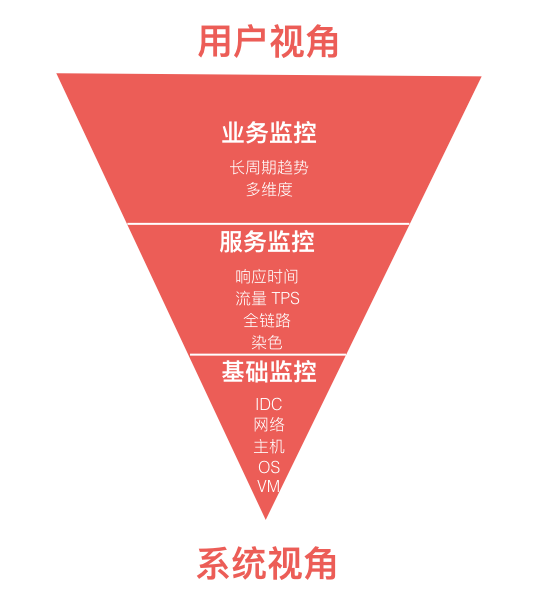 用户视角
业务监控
长周期趋势
多维度
服务监控
响应时间
流量 TPS
全链路
染色
基础监控
IDC
网络
主机
OS
VM
系统视角